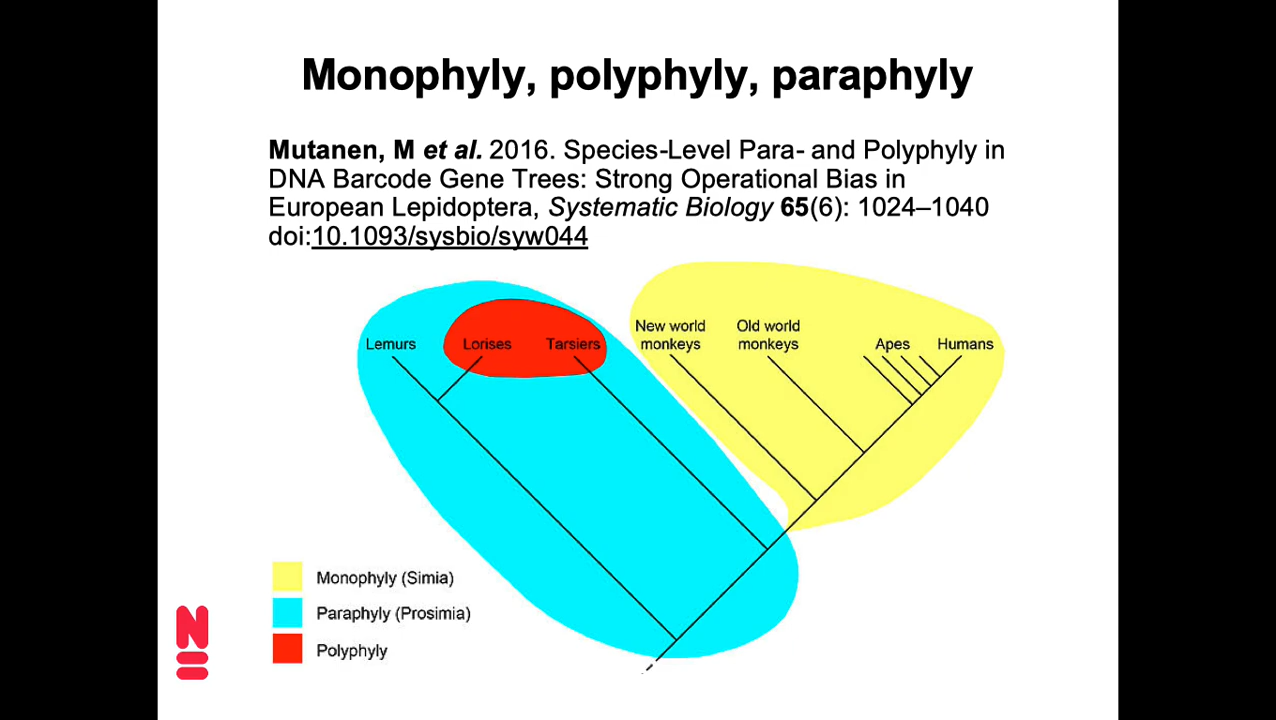 Monophyly, polyphyly, paraphyly
Mutanen, M et al. 2016. Species-Level Para- and Polyphyly in
DNA Barcode Gene Trees: Strong Operational Bias in
European Lepidoptera, Systematic Biology 65(6): 1024–1040
doi:10.1093/sysbio/syw044
Lemurs
Lorises
Tarsiers
New world
monkeys
Old world
monkeys
Apes
Humans
Monophyly (Simia)
Paraphyly (Prosimia)
Polyphyly
N